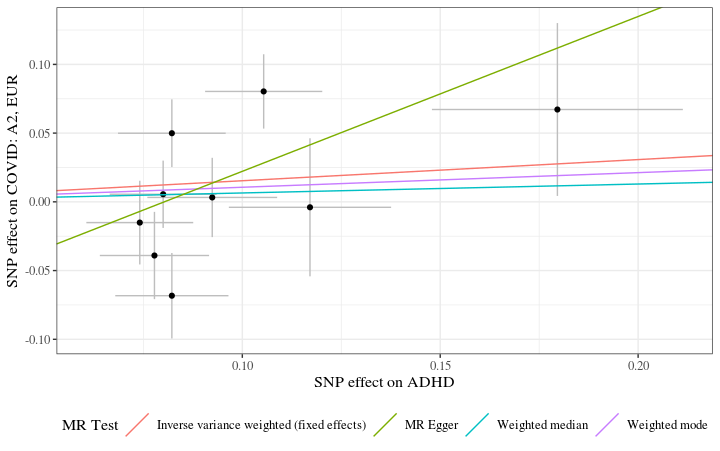 SNP effect on COVID: A2, EUR
0.10
0.05
0.00
-0.05
-0.10
0.10 0.15 0.20
SNP effect on ADHD
MR Test Inverse variance weighted (fixed effects) MR Egger Weighted median Weighted mode